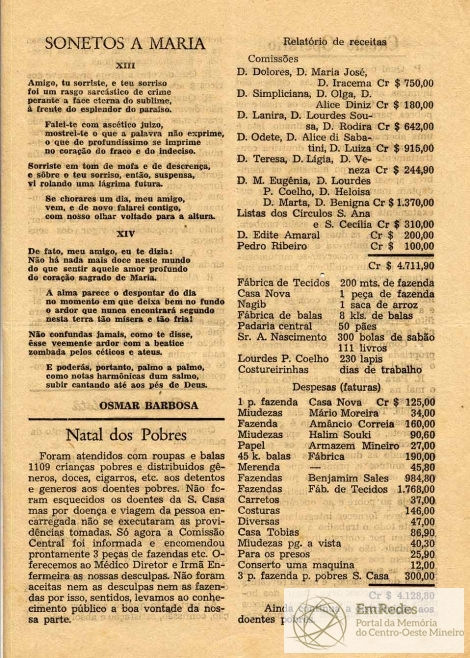 SONETOS A MARIA
XIII
Amigo, tu sorriste, e teu sorriso
foi um rasgo sarcástico de crime
perante a face eterna do sublime,
á frente do esplendor do paraíso.
Falei-te com ascético juizo,
mostrei-te o que a palavra não exprime,
o que de profundíssimo se imprime
no coração do fraco e do indeciso.
Sorriste em tom de mofa e de descrença,
e sôbre o teu sorriso, então, suspensa,
vi rolando uma lágrima futura.
Se chorares um dia, meu amigo,
vem, e de novo falarei contigo,
com nosso olhar voltado para a altura.
XIV
De fato, meu amigo, eu te dizia:
Não há nada mais doce neste mundo
do que sentir aquele amor profundo
do coração sagrado de Maria.
A alma parece o despontar do dia
no momento em que deixa bem no fundo
o ardor que nunca encontrará segundo
nesta terra tão mísera e tão fria!
Não confundas jamais, como te disse,
êsse veemente ardor com a beatice
zombada pelos céticos e ateus.
E poderás, portanto, palmo a palmo,
como notas harmônicas dum salmo,
subir cantando até aos pés de Deus.
OSMAR BARBOSA
Natal dos Pobres
Foram atendidos com roupas e balas
1109 crianças pobres e distribuidos gê-
neros, doces, cigarros, etc. aos detentos
e generos aos doentes pobres. Não fo-
ram esquecidos os doentes da S. Casa
mas por doença e viagem da pessoa en-
carregada não se executaram as provi-
dências tomadas. Só agora a Comissão
Central foi informada e encomendou
prontamente 3 peças de fazendas etc. O-
ferecemos ao Médico Diretor e Irmã En-
fermeira as nossas desculpas. Não foram
aceitas nem as desculpas nem as fazen-
das por isso, sentidos, levamos ao conhe-
cimento público a boa vontade da nos-
sa parte.
Relatório de receitas
Comissões
D. Dolores, D. Maria José,
D. Iracema Cr $ 750,00
D. Simpliciana, D. Olga, D.
Alice Diniz Cr $ 180,00
D. Lanira, D. Lourdes Sou-
sa, D. Rodira Cr $ 642,00
D. Odete, D. Alice di Saba-
tini, D. Luiza Cr $ 915,00
D. Teresa, D. Lígia, D. Ve-
neza Cr $ 244,90
D. M. Eugênia, D. Lourdes
P. Coelho, D. Heloisa
D. Marta, D. Benigna Cr $ 1.370,00
Listas dos Círculos S. Ana
e S. Cecília Cr $ 310,00
D. Edite Amaral Cr $ 200,00
Pedro Ribeiro Cr $ 100,00
Cr $ 4.711,90
Fábrica de Tecidos 200 mts. de fazenda
Casa Nova 1 peça de fazenda
Nagib 1 saca de arroz
Fábrica de balas 8 kls. de balas
Padaria central 50 pães
Sr. A. Nascimento 300 bolas de sabão
111 livros
Lourdes P. Coelho 230 lapis
Costureirinhas dias de trabalho
Despesas (faturas)
1 p. fazenda Casa Nova Cr $ 125,00
Miudezas Mário Moreira 34,00
Fazenda Amâncio Correia 160,00
Miudezas Halim Souki 90,60
Papel Armazem Mineiro 27,00
45 k. balas Fábrica 190,00
Merenda — 45,80
Fazendas Benjamim Sales 984,80
Fazendas Fáb. de Tecidos 1.768,00
Carretos 37,00
Costuras 146,00
Diversas 47,00
Casa Tobias 86,90
Miudezas pg. a vista 40,30
Para os presos 25,90
Conserto uma maquina 12,00
3 p. fazenda p. pobres S. Casa 300,00
Cr $ 4.128,80
Ainda continua a aos
doentes pobres.
EmRedes
Portal da Memória
do Centro-Oeste Mineiro